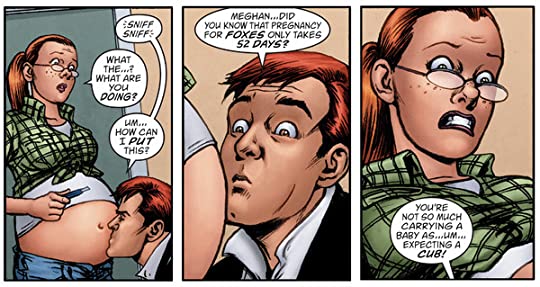 :SNIFF
SNIFF:
WHAT
THE...?
WHAT ARE
YOU
DOING?
UM...
HOW CAN
I PUT
THIS?
MEGHAN...DID
YOU KNOW THAT PREGNANCY
FOR FOXES ONLY TAKES
52 DAYS?
YOU'RE
NOT SO MUCH
CARRYING A
BABY AS...UM...
EXPECTING A
CUB!